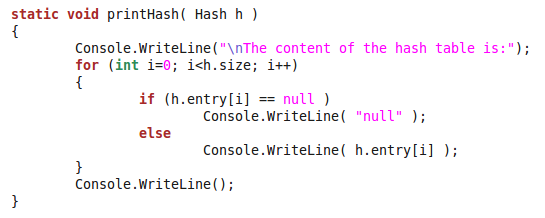 static void printHash( Hash h )
{
        Console.WriteLine("\nThe content of the hash table is:");
        for (int i=0; i<h.size; i++)
        {
                if (h.entry[i] == null )
                        Console.WriteLine( "null" );
                else
                        Console.WriteLine( h.entry[i] );
        }
        Console.WriteLine();
}